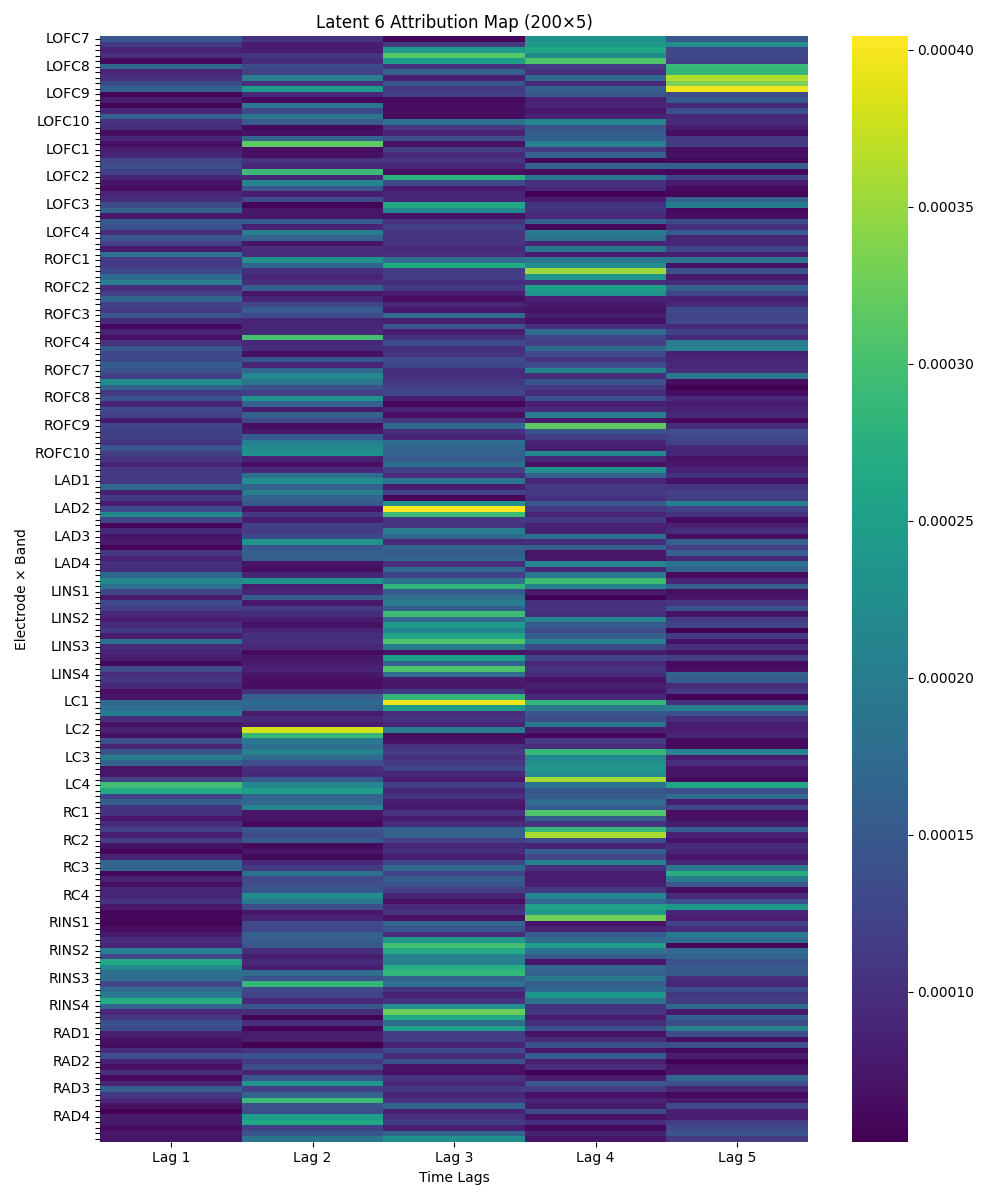 Latent 6 Attribution Map (200×5)
LOFC7
LOFC8
LOFC9
LOFC10
LOFC1
LOFC2
LOFC3
LOFC4
ROFC1
ROFC2
ROFC3
ROFC4
ROFC7
ROFC8
ROFC9
ROFC10
LAD1
LAD2
LAD3
LAD4
LINS1
LINS2
LINS3
LINS4
LC1
LC2
LC3
LC4
RC1
RC2
RC3
RC4
RINS1
RINS2
RINS3
RINS4
RAD1
RAD2
RAD3
RAD4
Electrode × Band
Lag 1 Lag 2 Lag 3 Lag 4 Lag 5
Time Lags
0.00040
0.00035
0.00030
0.00025
0.00020
0.00015
0.00010